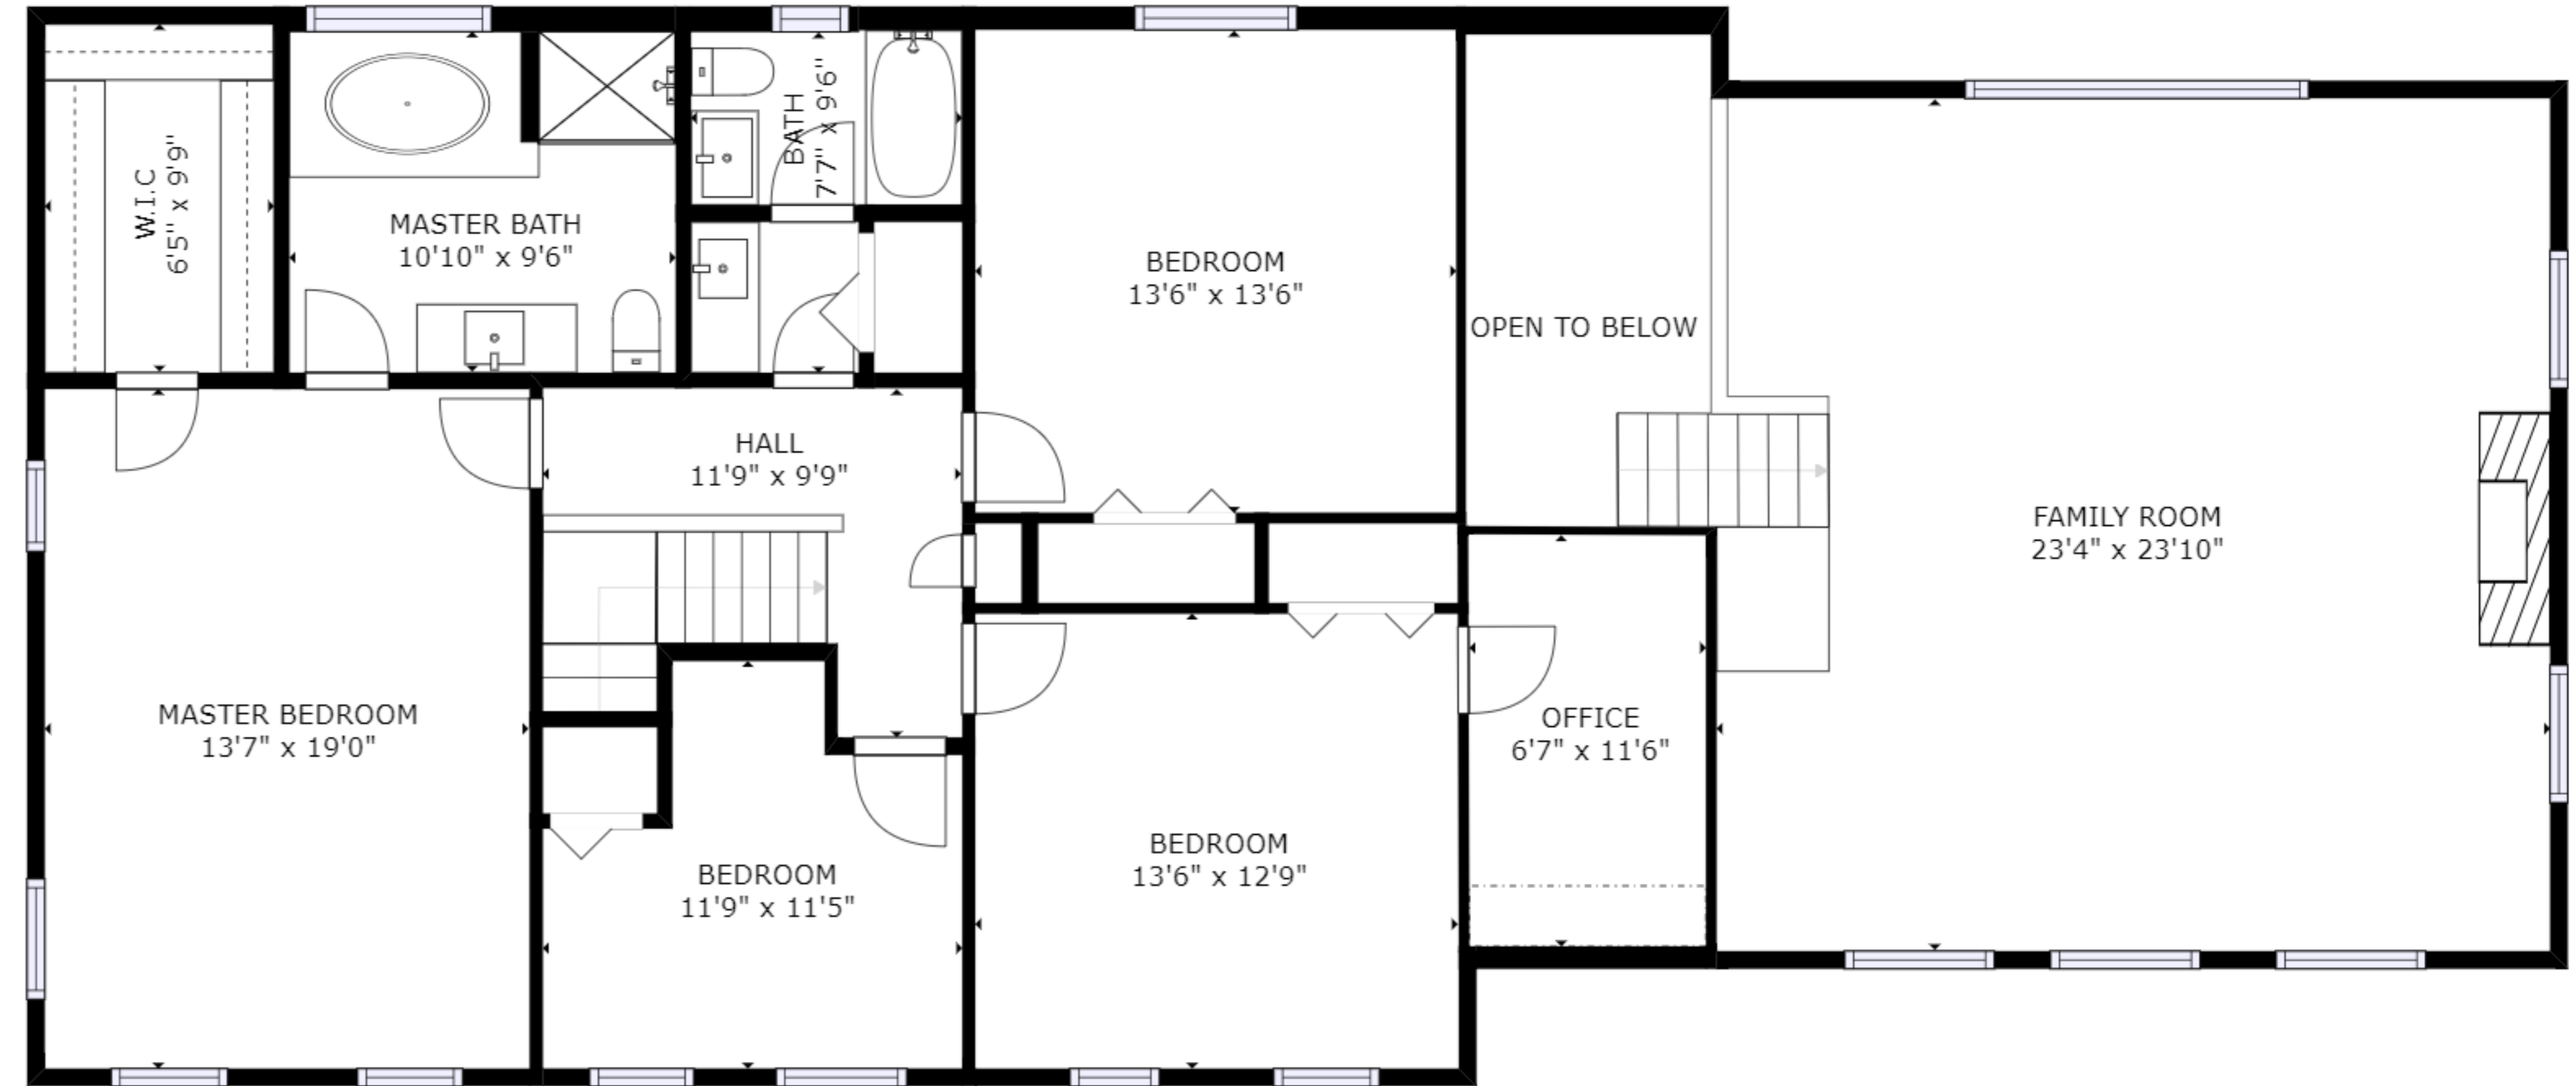 W.I.C
6'5" x 9'9"
MASTER BATH
10'10" x 9'6"
BATH
7'7" x 9'6"
BEDROOM
13'6" x 13'6"
OPEN TO BELOW
HALL
11'9" x 9'9"
FAMILY ROOM
23'4" x 23'10"
MASTER BEDROOM
13'7" x 19'0"
OFFICE
6'7" x 11'6"
BEDROOM
11'9" x 11'5"
BEDROOM
13'6" x 12'9"